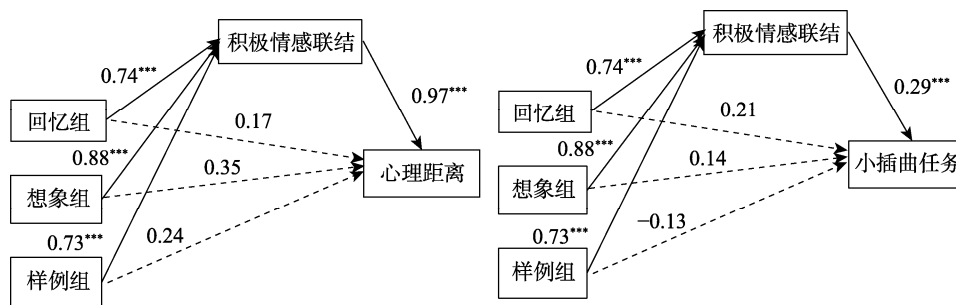 积极情感联结
0.74***
0.97***
回忆组
0.17
0.88***
0.35
想象组
心理距离
0.73***
0.24
样例组
积极情感联结
0.74***
0.29***
回忆组
0.21
0.88***
0.14
想象组
小插曲任务
0.73***
−0.13
样例组